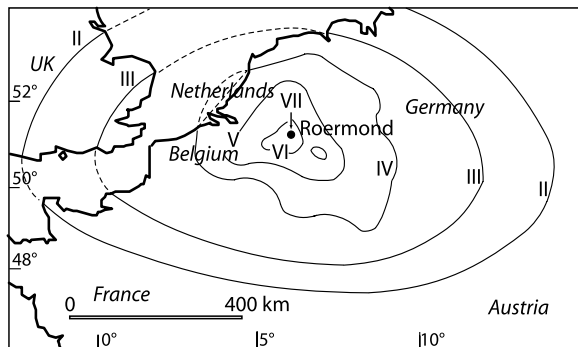 II
UK
III
Netherlands
VII
Germany
52°
Roermond
V
Belgium
VI
IV
III
II
50°
48°
France
0
400 km
Austria
0°
5°
10°